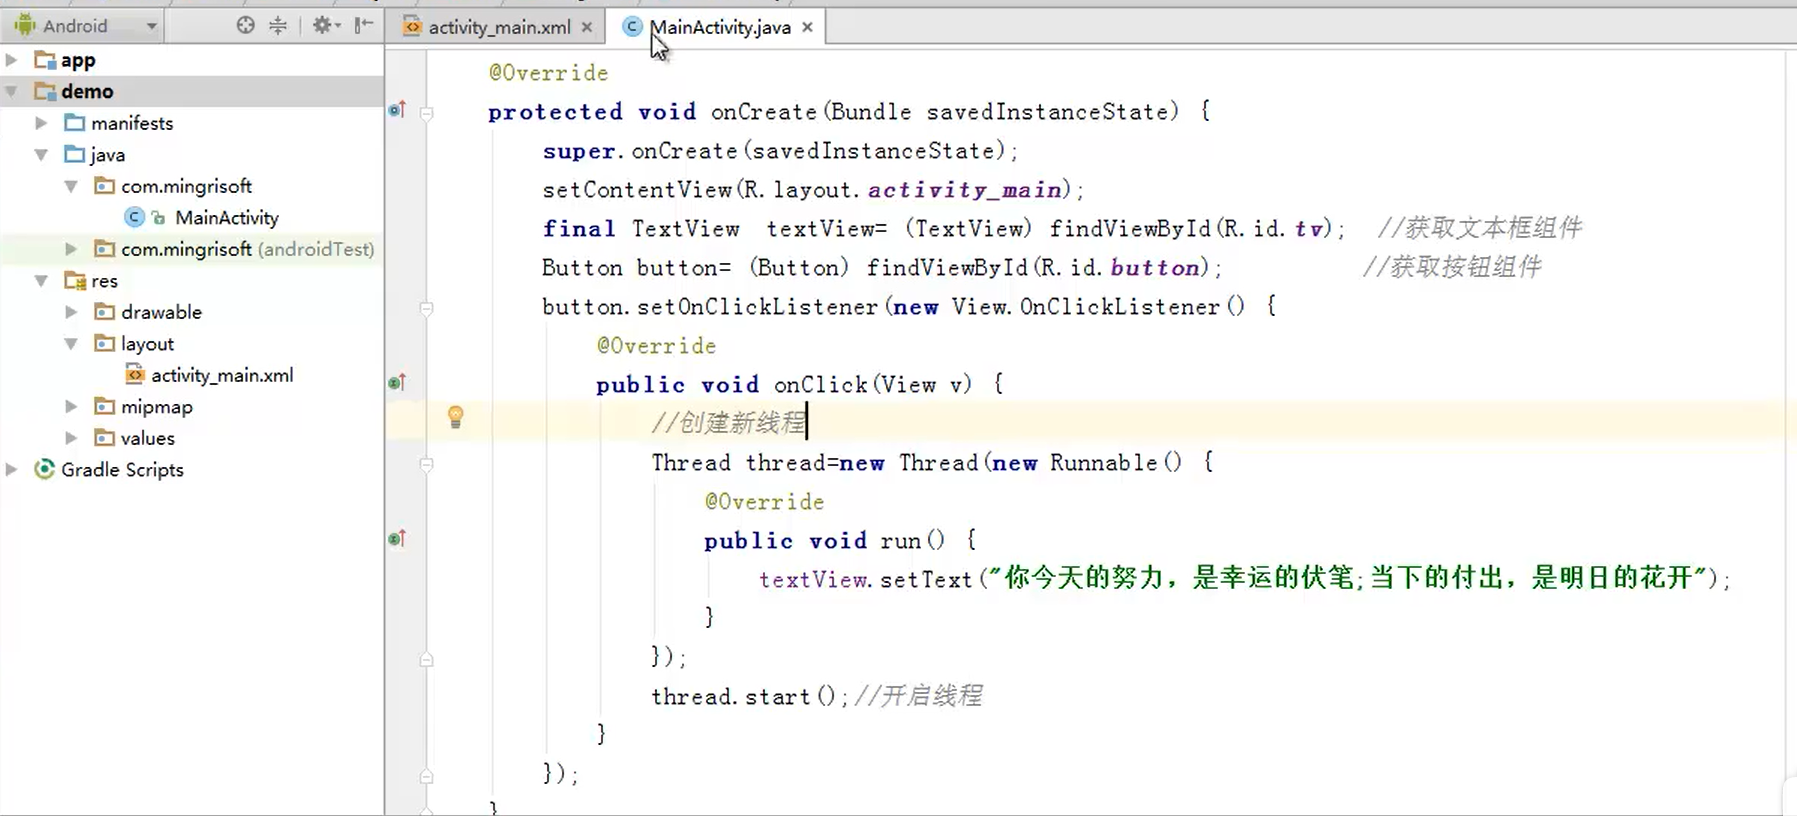 Android
activity_main.xml
MainActivity.java
app
demo
manifests
java
com.mingrisoft
MainActivity
com.mingrisoft (androidTest)
res
drawable
layout
activity_main.xml
mipmap
values
Gradle Scripts
@Override
protected void onCreate(Bundle savedInstanceState) {
super.onCreate(savedInstanceState);
setContentView(R.layout.activity_main);
final TextView textView= (TextView) findViewById(R.id.tv); //获取文本框组件
Button button= (Button) findViewById(R.id.button); //获取按钮组件
button.setOnClickListener(new View.OnClickListener() {
@Override
public void onClick(View v) {
//创建新线程
Thread thread=new Thread(new Runnable() {
@Override
public void run() {
textView.setText("你今天的努力，是幸运的伏笔;当下的付出，是明日的花开");
}
});
thread.start();//开启线程
}
});
}